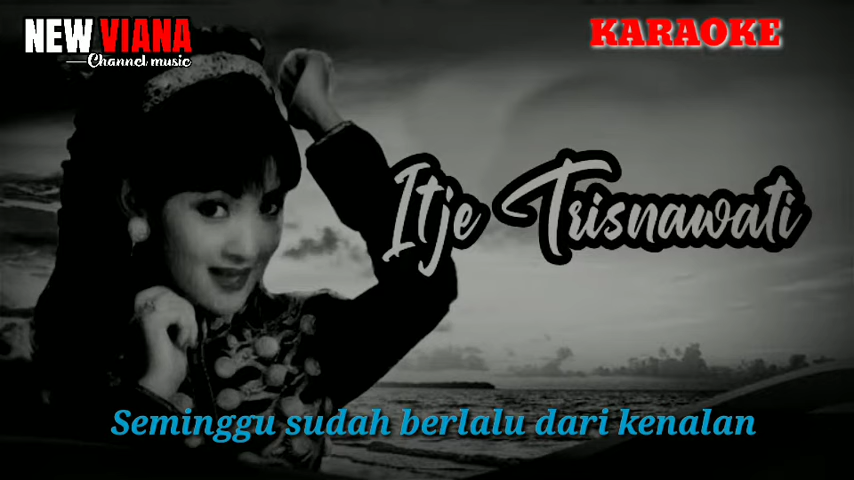 NEW VIANA
Channel music
KARAOKE
Itje Trisnawati
Seminggu sudah berlalu dari kenalan